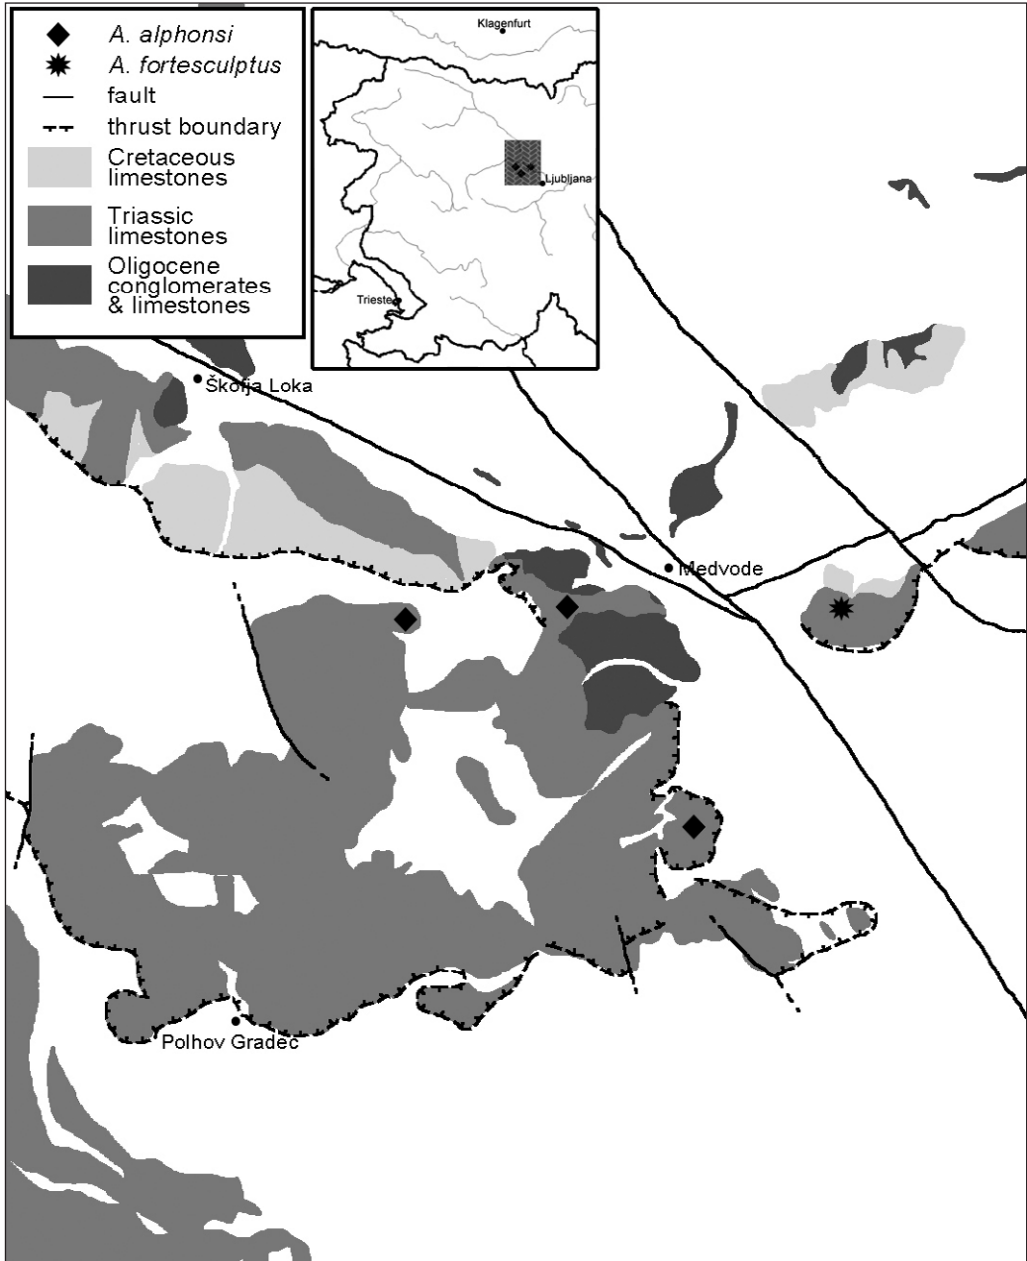 A. alphonsi
A. fortesculptus
fault
thrust boundary
Cretaceous
limestones
Triassic
limestones
Oligocene
conglomerates
& limestones
Klagenfurt
Ljubljana
Trieste
Škofja Loka
Medvode
Polhov Gradec